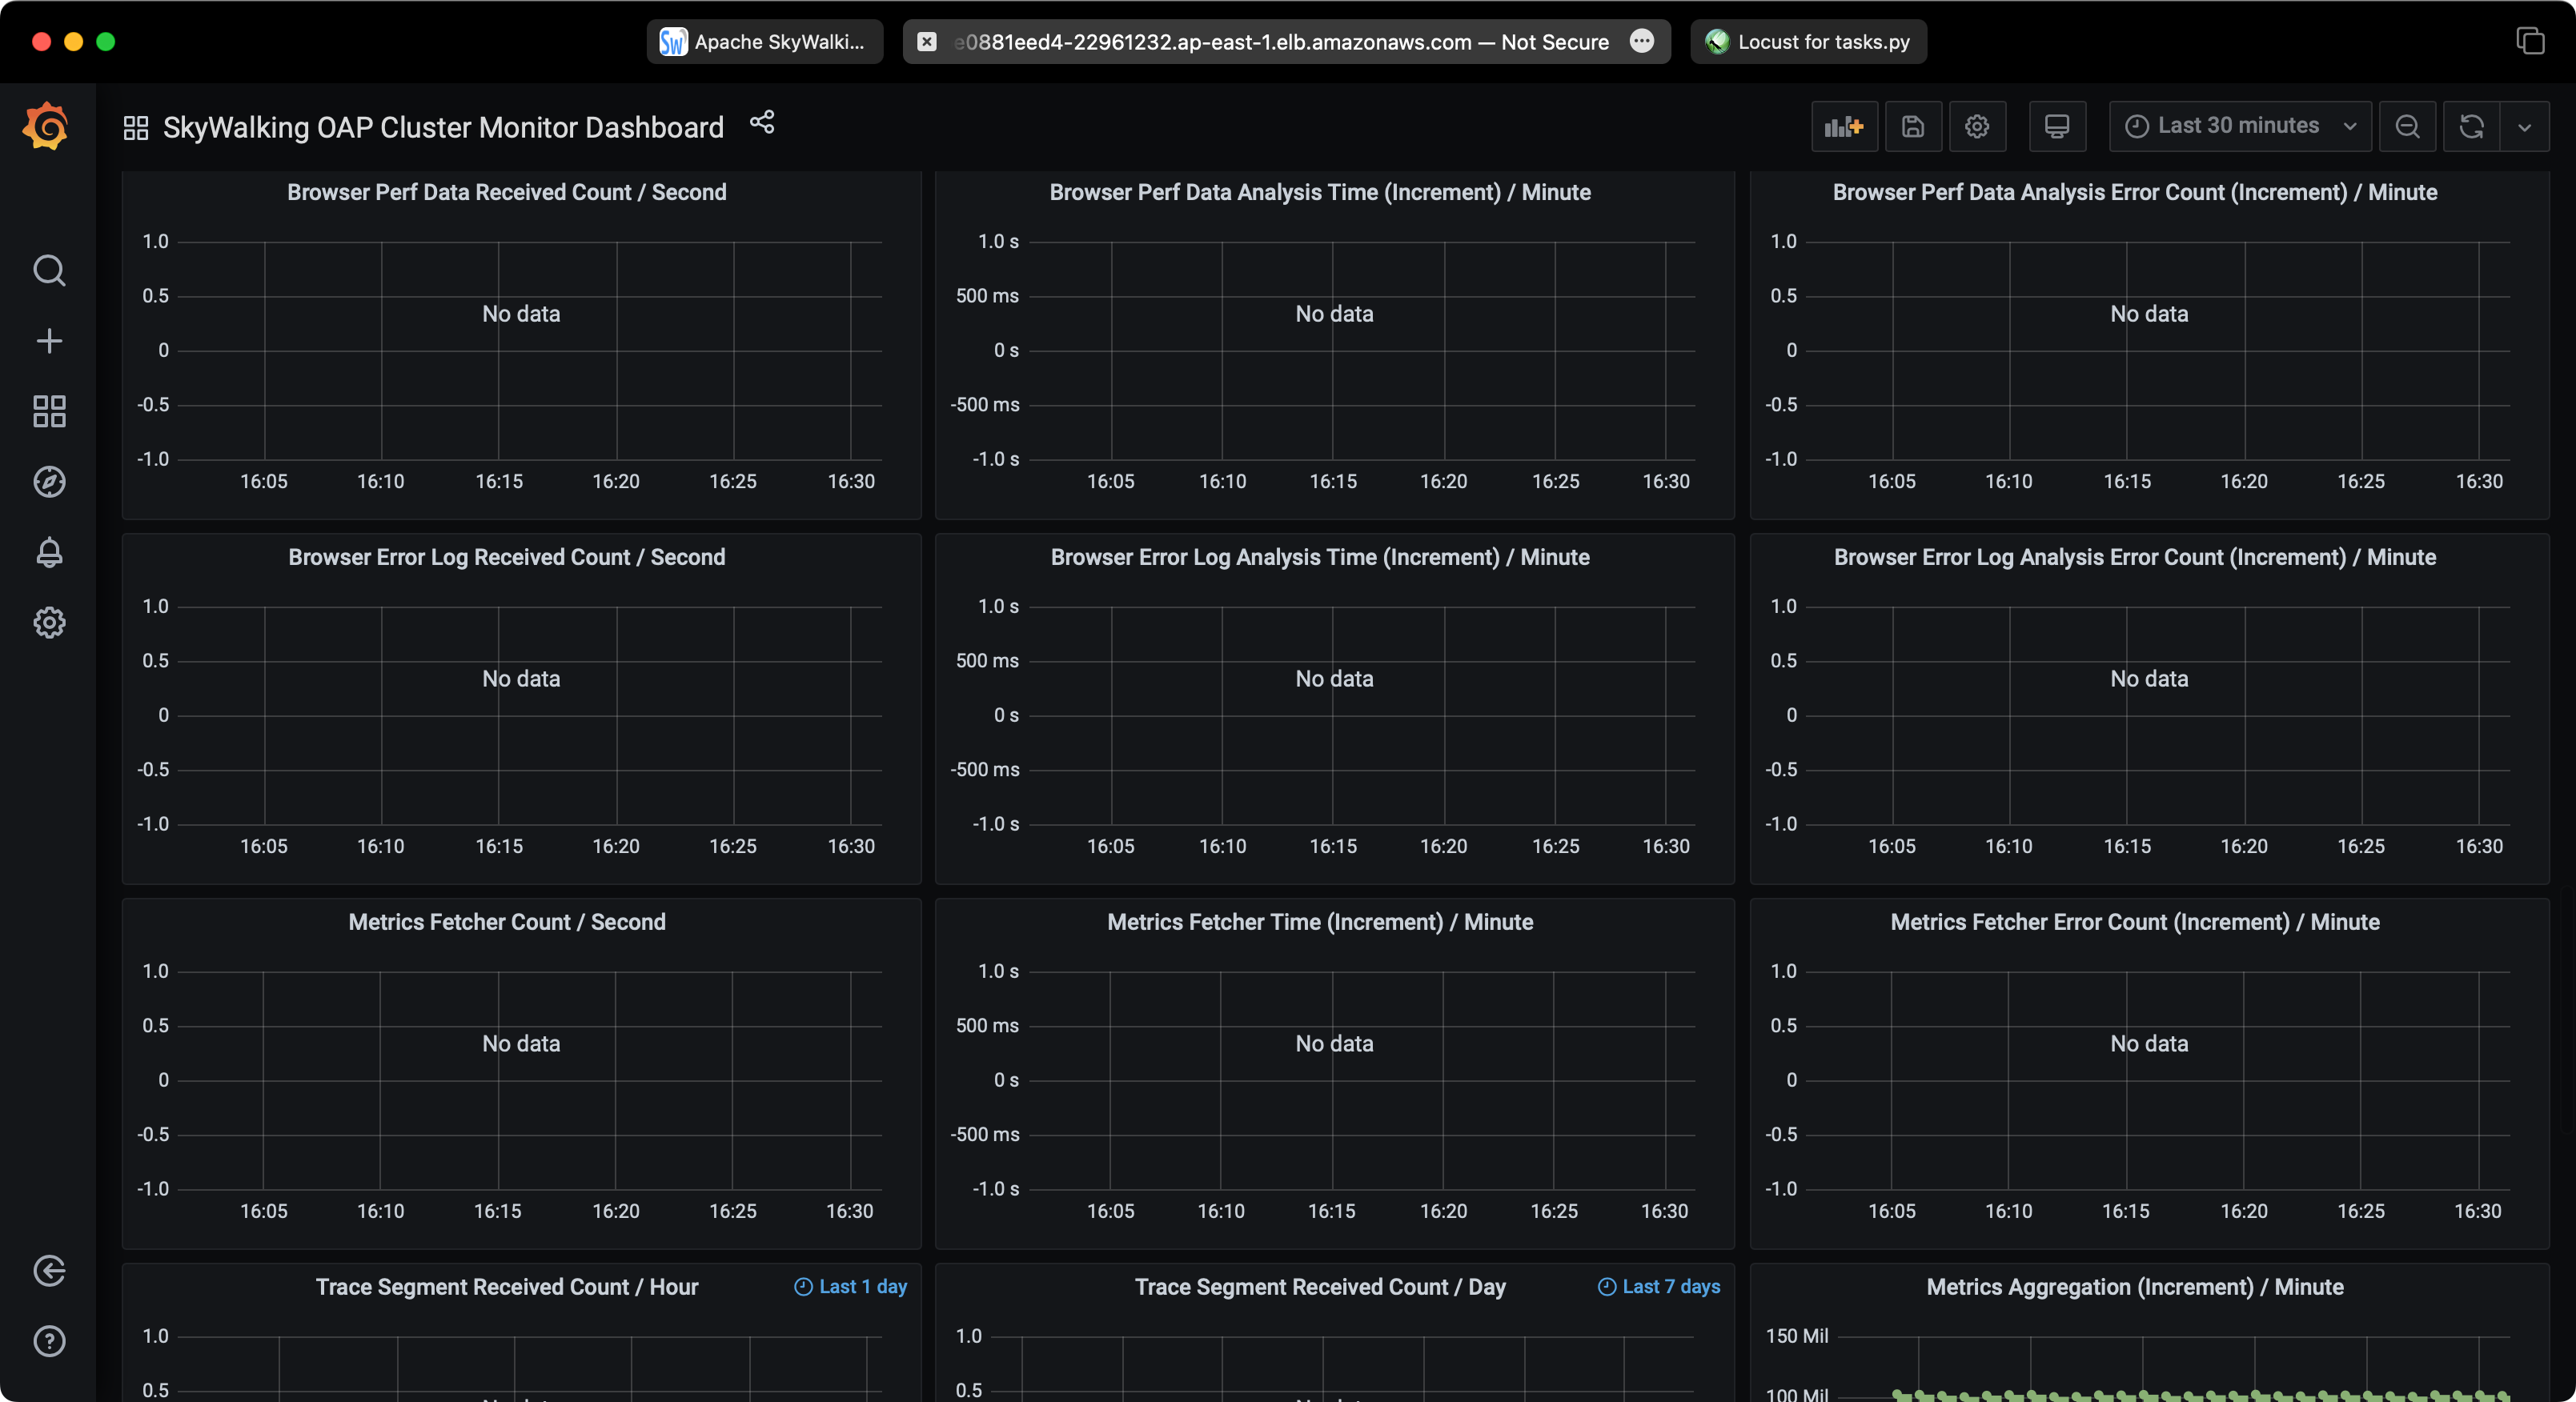 Apache SkyWalki...
e0881eed4-22961232.ap-east-1.elb.amazonaws.com — Not Secure
Locust for tasks.py
SkyWalking OAP Cluster Monitor Dashboard
Last 30 minutes
Browser Perf Data Received Count / Second
1.0
0.5
0
-0.5
-1.0
No data
16:05 16:10 16:15 16:20 16:25 16:30
Browser Perf Data Analysis Time (Increment) / Minute
1.0 s
500 ms
0 s
-500 ms
-1.0 s
No data
16:05 16:10 16:15 16:20 16:25 16:30
Browser Perf Data Analysis Error Count (Increment) / Minute
1.0
0.5
0
-0.5
-1.0
No data
16:05 16:10 16:15 16:20 16:25 16:30
Browser Error Log Received Count / Second
1.0
0.5
0
-0.5
-1.0
No data
16:05 16:10 16:15 16:20 16:25 16:30
Browser Error Log Analysis Time (Increment) / Minute
1.0 s
500 ms
0 s
-500 ms
-1.0 s
No data
16:05 16:10 16:15 16:20 16:25 16:30
Browser Error Log Analysis Error Count (Increment) / Minute
1.0
0.5
0
-0.5
-1.0
No data
16:05 16:10 16:15 16:20 16:25 16:30
Metrics Fetcher Count / Second
1.0
0.5
0
-0.5
-1.0
No data
16:05 16:10 16:15 16:20 16:25 16:30
Metrics Fetcher Time (Increment) / Minute
1.0 s
500 ms
0 s
-500 ms
-1.0 s
No data
16:05 16:10 16:15 16:20 16:25 16:30
Metrics Fetcher Error Count (Increment) / Minute
1.0
0.5
0
-0.5
-1.0
No data
16:05 16:10 16:15 16:20 16:25 16:30
Trace Segment Received Count / Hour
Last 1 day
1.0
0.5
Trace Segment Received Count / Day
Last 7 days
1.0
0.5
Metrics Aggregation (Increment) / Minute
150 Mil
100 Mil